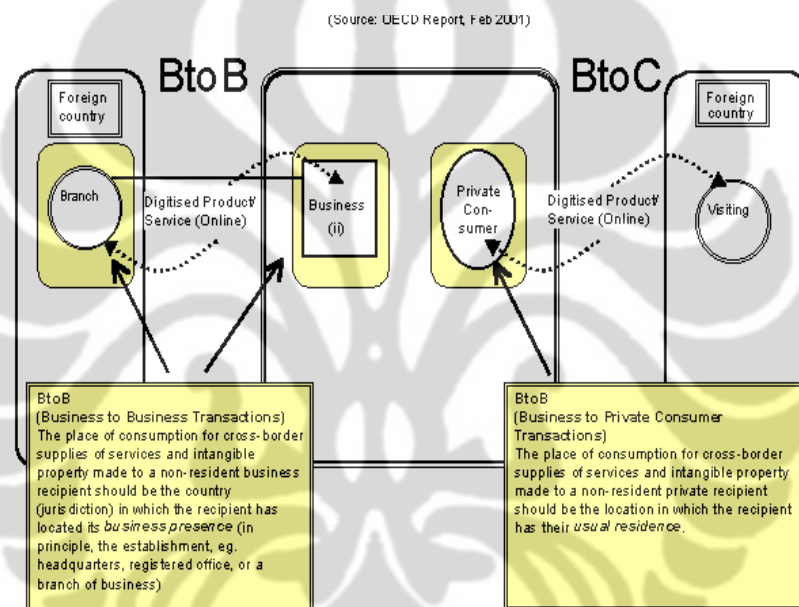 (Source: OECD Report, Feb 2001)
BtoB
BtoC
Foreign
country
Foreign
country
Branch
Digitised Product/
Service (Online)
Business
(ii)
Private
Con-
sumer
Digitised Product/
Service (Online)
Visiting
BtoB
(Business to Business Transactions)
The place of consumption for cross-border
supplies of services and intangible
property made to a non-resident business
recipient should be the country
(jurisdiction) in which the recipient has
located its business presence (in
principle, the establishment, eg.
headquarters, registered office, or a
branch of business)
BtoB
(Business to Private Consumer
Transactions)
The place of consumption for cross-border
supplies of services and intangible property
made to a non-resident private recipient
should be the location in which the recipient
has their usual residence.